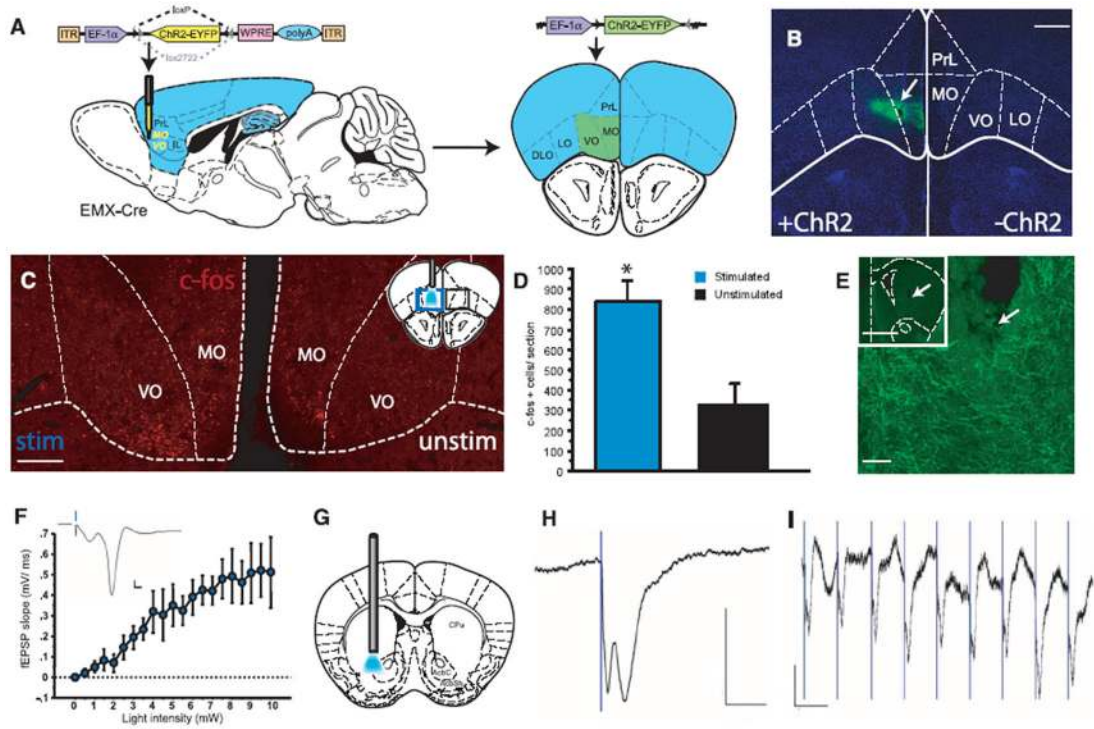 A
loxP
ITR EF-1α ChR2-EYFP WPRE polyA ITR
lox2722
PrL
MO
VO IL
EMX-Cre
EF-1α ChR2-EYFP
PrL
MO
VO
LO
DLO
B
PrL
MO
VO
LO
+ChR2 -ChR2
C
c-fos
MO
VO
MO
VO
stim
unstim
D
Stimulated
Unstimulated
*
c-fos + cells/ section
1000
900
800
700
600
500
400
300
200
100
0
E
F
fEPSP slope (mV/ ms)
.7
.6
.5
.4
.3
.2
.1
0
-.1
0 1 2 3 4 5 6 7 8 9 10
Light intensity (mW)
G
CPu
H
I